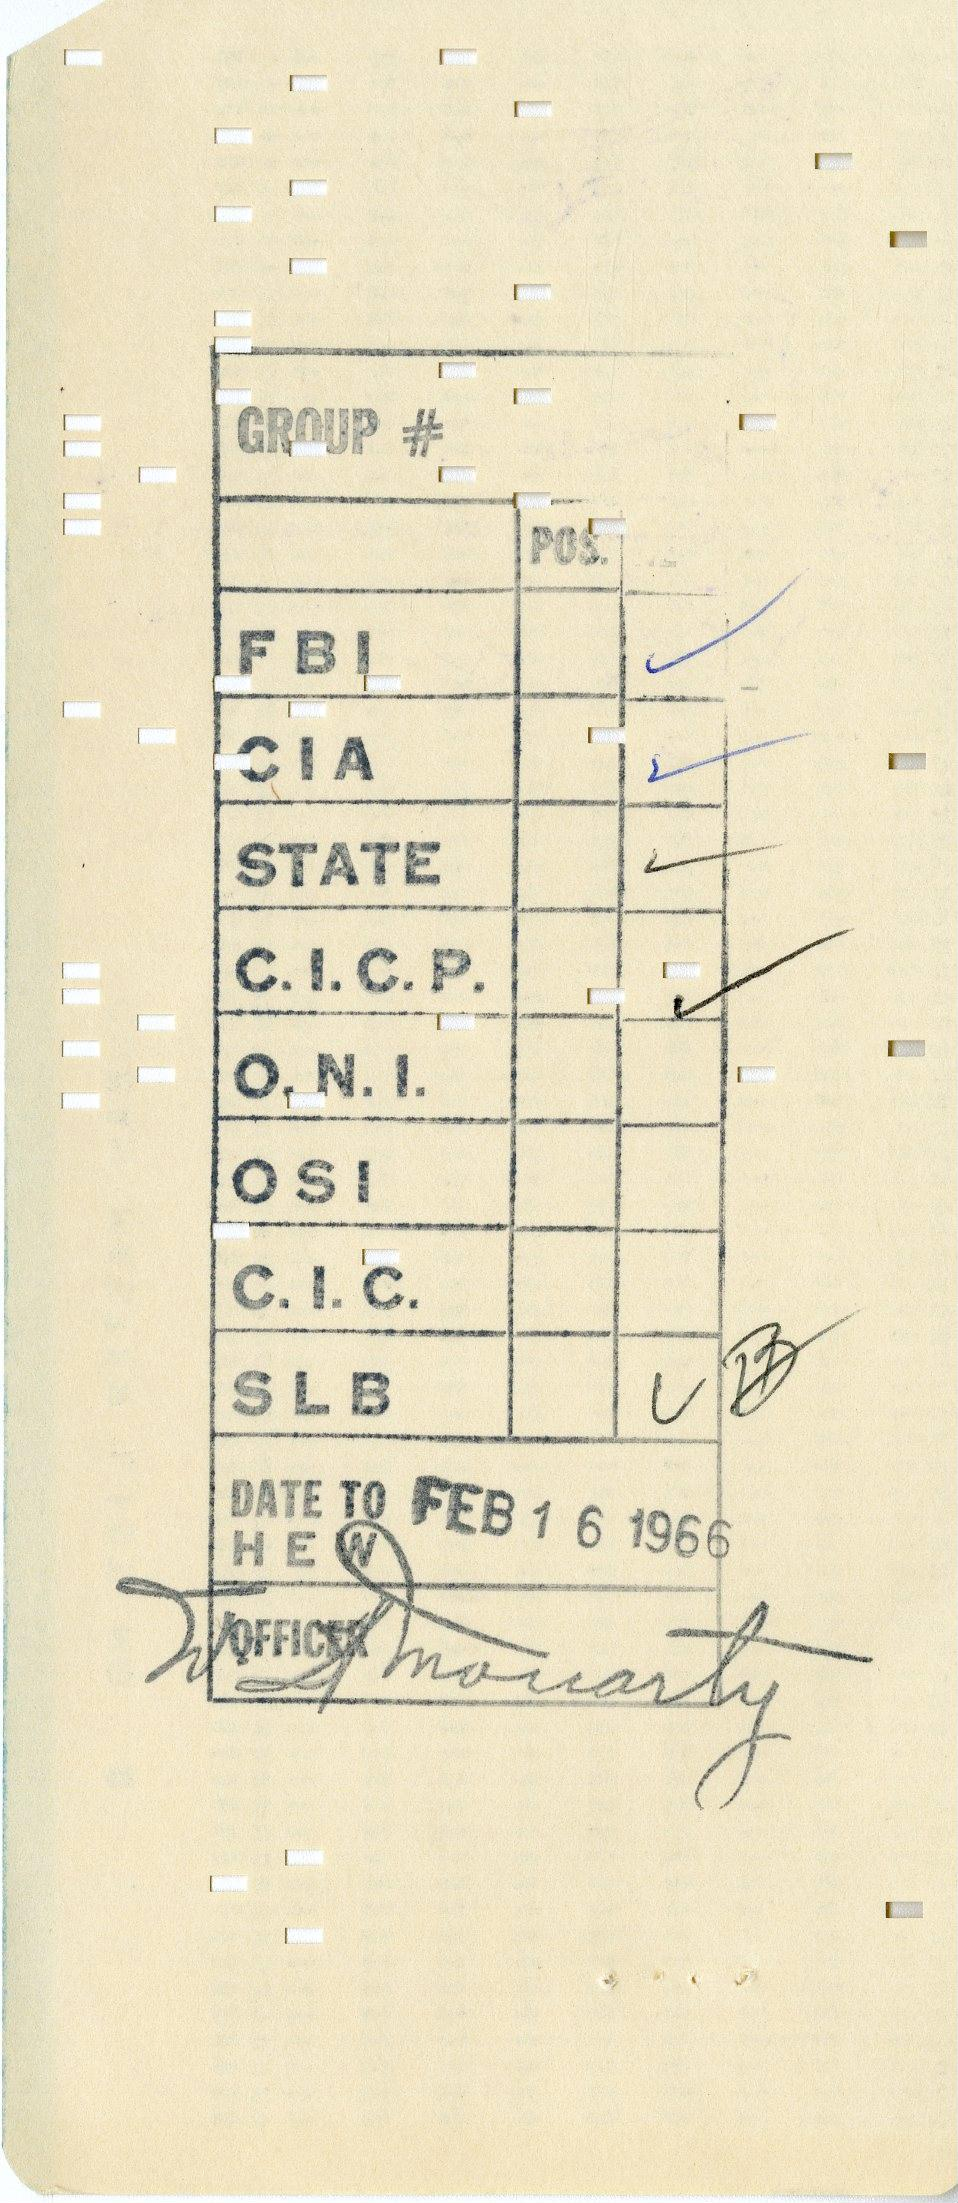 GROUP #
POS.
FBI
CIA
STATE
C.I.C.P.
O.N.I.
OSI
C.I.C.
SLB
DATE TO FEB 16 1966
HEW
OFFICER
Moriarty